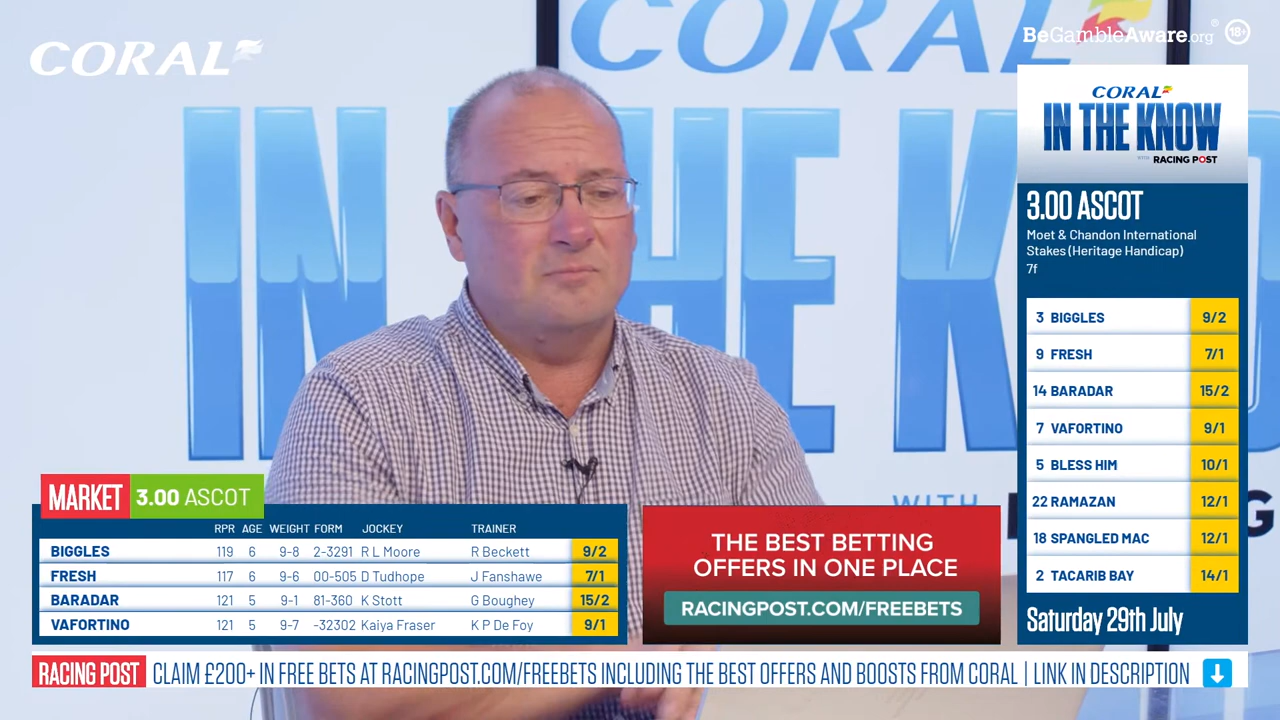 CORAL
CORAL
BeGambleAware.org® 18+
IN THE KNOW
WITH
CORAL
IN THE KNOW
WITH RACING POST
3.00 ASCOT
Moet & Chandon International
Stakes (Heritage Handicap)
7f
3 BIGGLES 9/2
9 FRESH 7/1
14 BARADAR 15/2
7 VAFORTINO 9/1
5 BLESS HIM 10/1
22 RAMAZAN 12/1
18 SPANGLED MAC 12/1
2 TACARIB BAY 14/1
Saturday 29th July
MARKET 3.00 ASCOT
RPR AGE WEIGHT FORM JOCKEY TRAINER
BIGGLES 119 6 9-8 2-3291 R L Moore R Beckett 9/2
FRESH 117 6 9-6 00-505 D Tudhope J Fanshawe 7/1
BARADAR 121 5 9-1 81-360 K Stott G Boughey 15/2
VAFORTINO 121 5 9-7 -32302 Kaiya Fraser K P De Foy 9/1
THE BEST BETTING
OFFERS IN ONE PLACE
RACINGPOST.COM/FREEBETS
RACING POST CLAIM £200+ IN FREE BETS AT RACINGPOST.COM/FREEBETS INCLUDING THE BEST OFFERS AND BOOSTS FROM CORAL | LINK IN DESCRIPTION